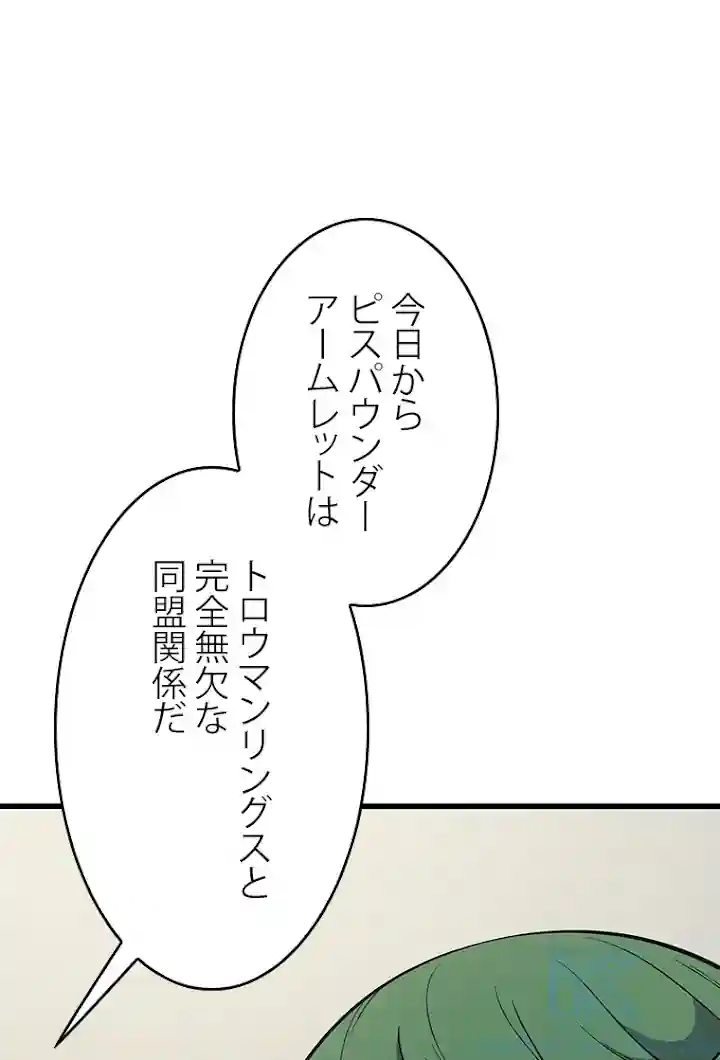 今日から
ピスパウンダー
アームレットは
トロウマンリングスと
完全無欠な
同盟関係だ